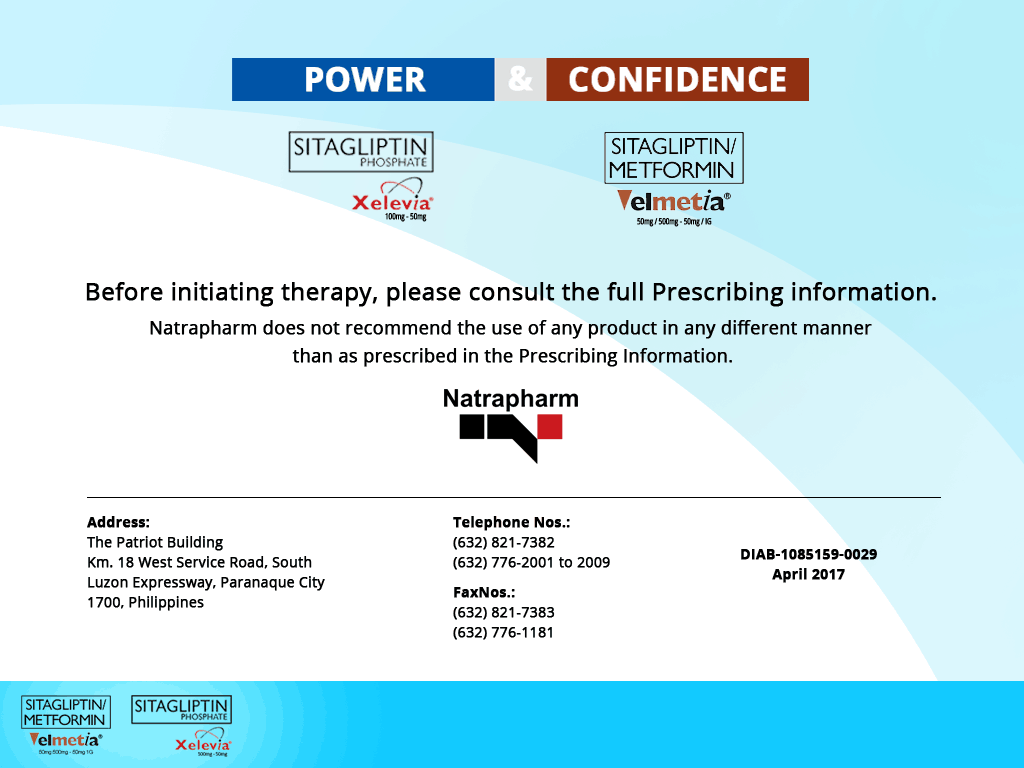 POWER & CONFIDENCE
SITAGLIPTIN
PHOSPHATE
Xelevia®
100mg - 50mg
SITAGLIPTIN/
METFORMIN
Velmetia®
50mg / 500mg - 50mg / 1G
Before initiating therapy, please consult the full Prescribing information.
Natrapharm does not recommend the use of any product in any different manner
than as prescribed in the Prescribing Information.
Natrapharm
Address:
The Patriot Building
Km. 18 West Service Road, South
Luzon Expressway, Paranaque City
1700, Philippines
Telephone Nos.:
(632) 821-7382
(632) 776-2001 to 2009
FaxNos.:
(632) 821-7383
(632) 776-1181
DIAB-1085159-0029
April 2017
SITAGLIPTIN/
METFORMIN
Velmetia®
50mg 500mg - 50mg 1G
SITAGLIPTIN
PHOSPHATE
Xelevia®
100mg - 50mg